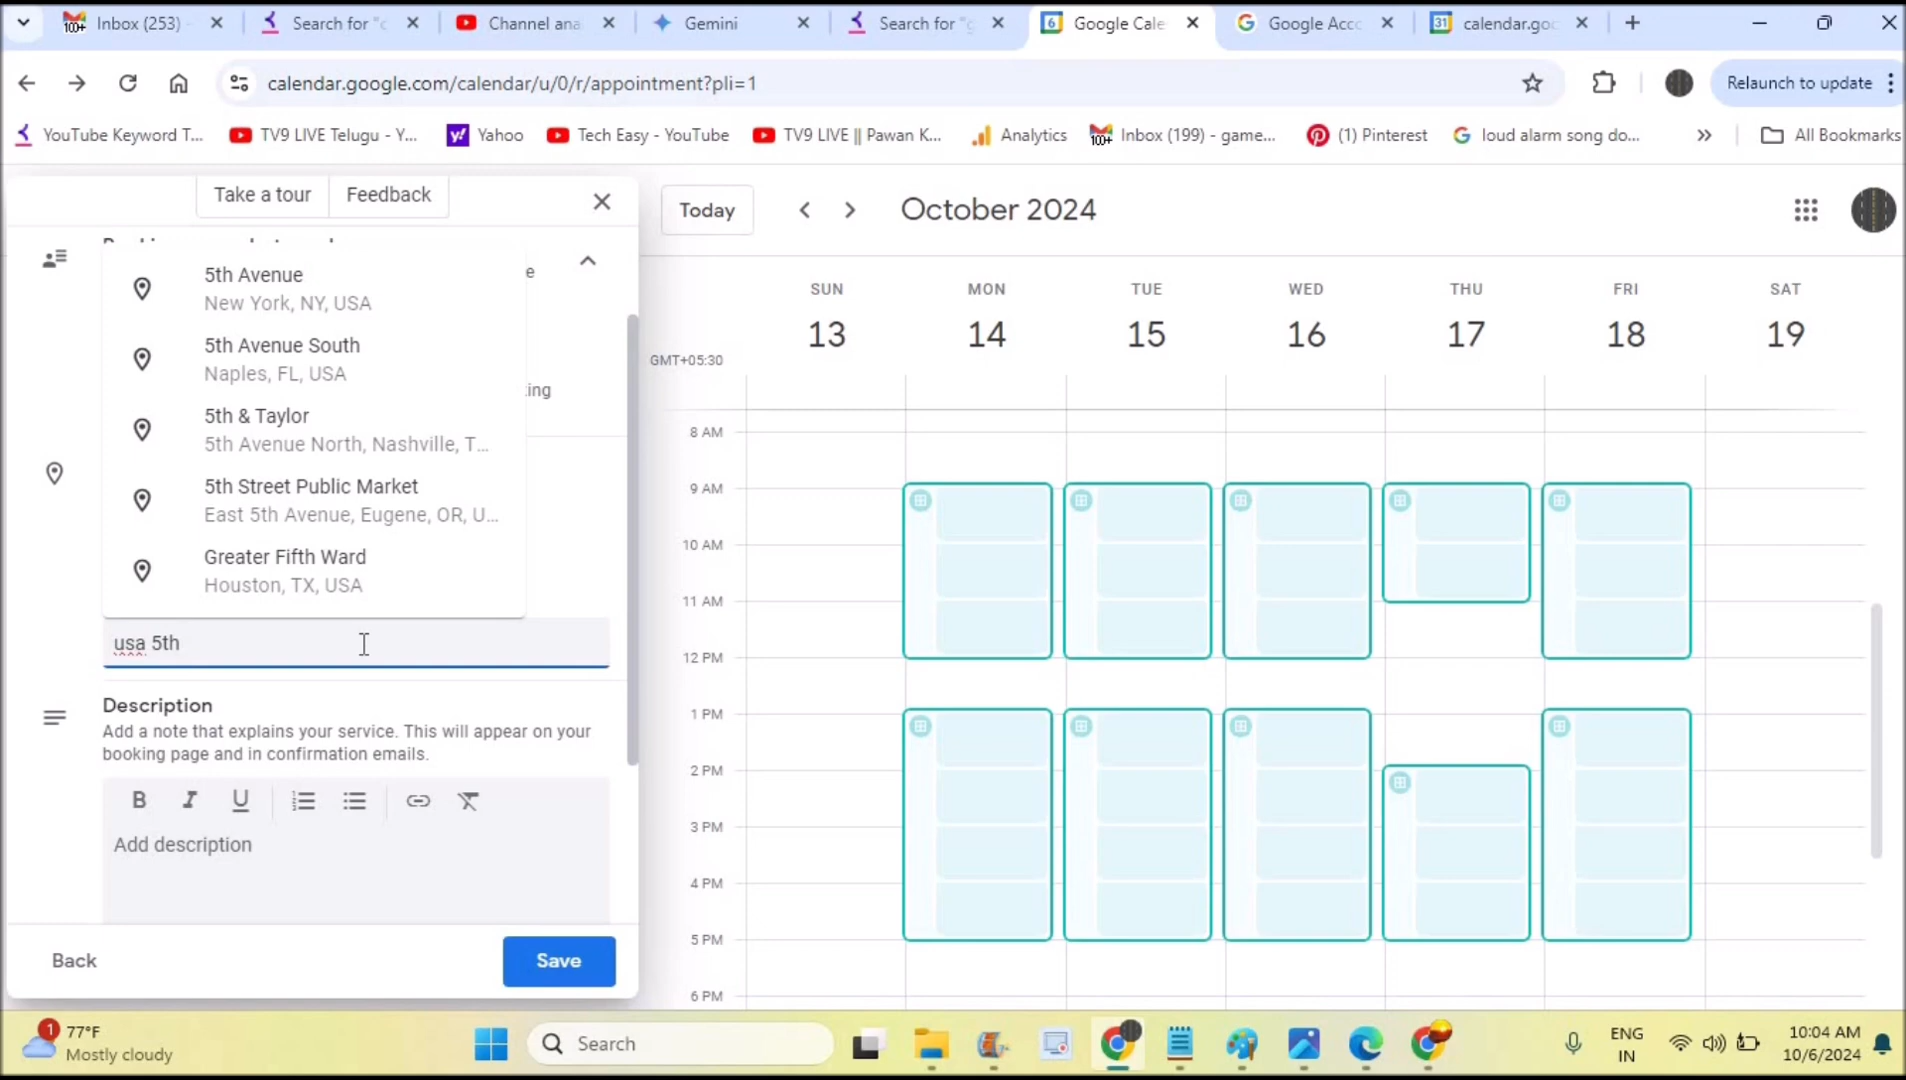 Inbox (253) -
Search for "c
Channel ana
Gemini
Search for "g
Google Cale
Google Acc
calendar.goo
calendar.google.com/calendar/u/0/r/appointment?pli=1
Relaunch to update
YouTube Keyword T...
TV9 LIVE Telugu - Y...
Yahoo
Tech Easy - YouTube
TV9 LIVE || Pawan K...
Analytics
Inbox (199) - game...
(1) Pinterest
loud alarm song do...
All Bookmarks
Take a tour
Feedback
Today
October 2024
5th Avenue
New York, NY, USA
5th Avenue South
Naples, FL, USA
5th & Taylor
5th Avenue North, Nashville, T...
5th Street Public Market
East 5th Avenue, Eugene, OR, U...
Greater Fifth Ward
Houston, TX, USA
usa 5th
Description
Add a note that explains your service. This will appear on your
booking page and in confirmation emails.
B I U
Add description
Back
Save
SUN MON TUE WED THU FRI SAT
13 14 15 16 17 18 19
GMT+05:30
8 AM
9 AM
10 AM
11 AM
12 PM
1 PM
2 PM
3 PM
4 PM
5 PM
6 PM
1
77°F
Mostly cloudy
Search
ENG
IN
10:04 AM
10/6/2024